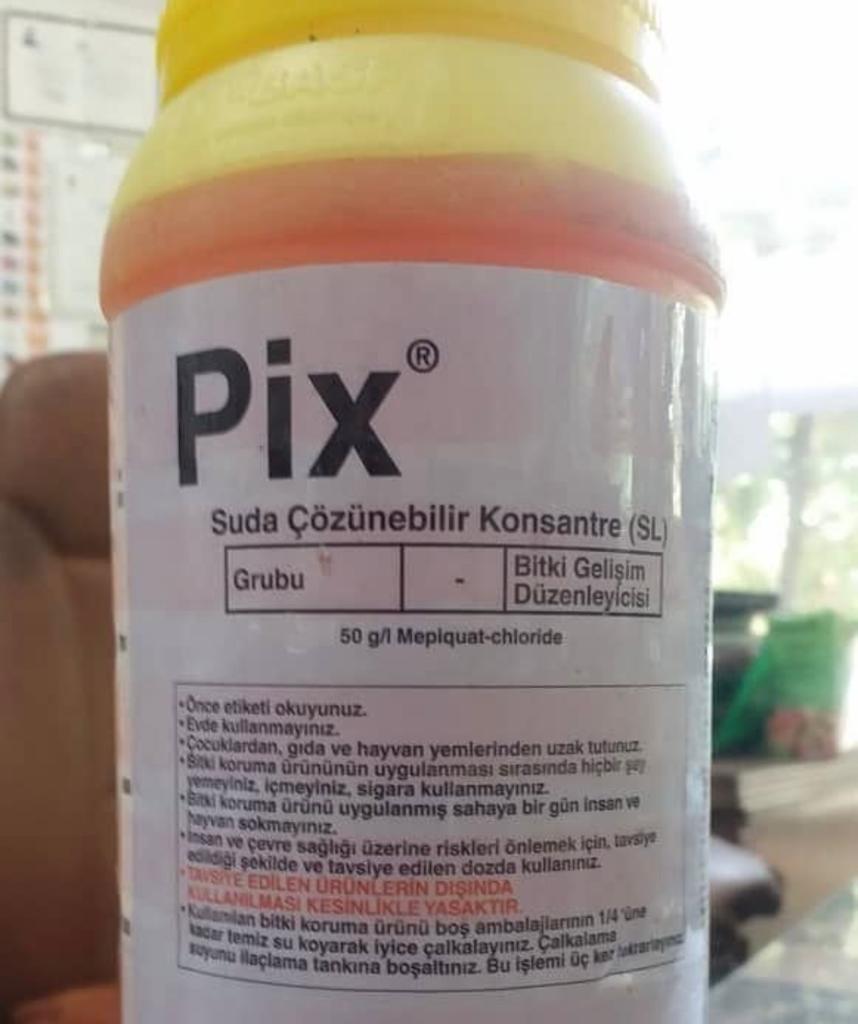 Pix®
Suda Çözünebilir Konsantre (SL)
Grubu - Bitki Gelişim
Düzenleyicisi
50 g/l Mepiquat-chloride
•Önce etiketi okuyunuz.
•Evde kullanmayınız.
•Çocuklardan, gıda ve hayvan yemlerinden uzak tutunuz.
•Bitki koruma ürününün uygulanması sırasında hiçbir şey
yemeyiniz, içmeyiniz, sigara kullanmayınız.
•Bitki koruma ürünü uygulanmış sahaya bir gün insan ve
hayvan sokmayınız.
•İnsan ve çevre sağlığı üzerine riskleri önlemek için, tavsiye
edildiği şekilde ve tavsiye edilen dozda kullanınız.
•TAVSİYE EDİLEN ÜRÜNLERİN DIŞINDA
KULLANILMASI KESİNLİKLE YASAKTIR.
•Kullanılan bitki koruma ürünü boş ambalajlarının 1/4 'üne
kadar temiz su koyarak iyice çalkalayınız. Çalkalama
suyunu ilaçlama tankına boşaltınız. Bu işlemi üç kez tekrarlayınız.